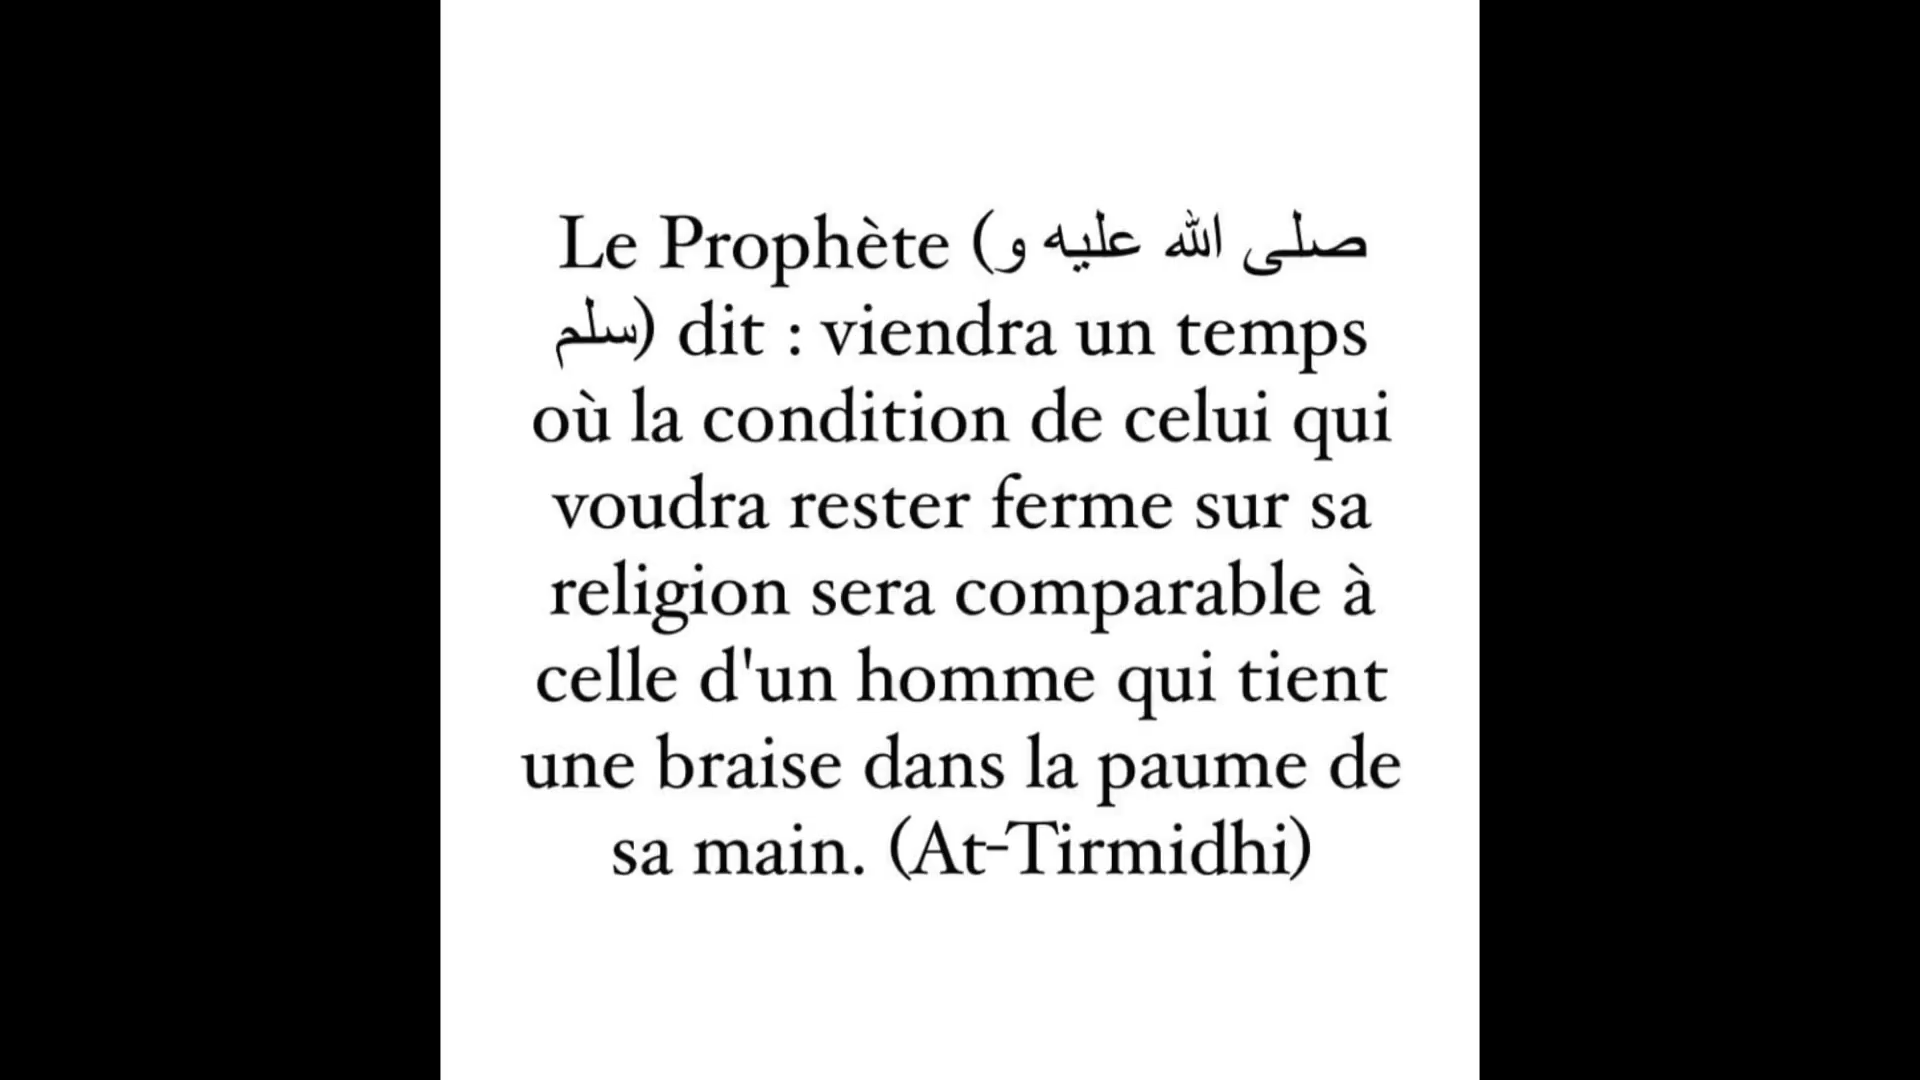 Le Prophète (صلى الله عليه و
سلم) dit : viendra un temps
où la condition de celui qui
voudra rester ferme sur sa
religion sera comparable à
celle d'un homme qui tient
une braise dans la paume de
sa main. (At-Tirmidhi)